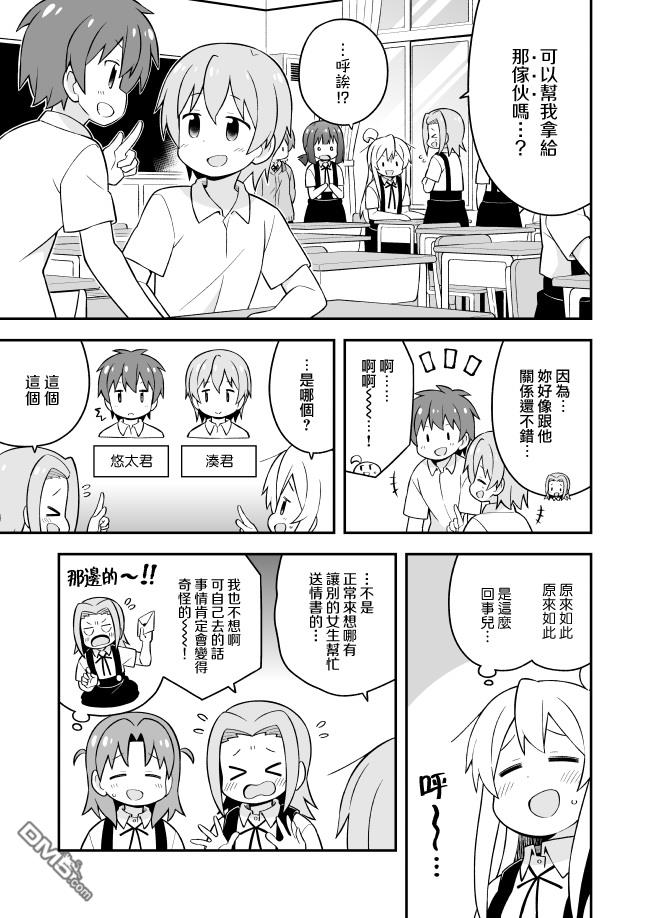 可以幫我拿給
那傢伙嗎…?
…呼誒!?
因為…
妳好像跟他
關係還不錯…
啊……
啊啊~~~~!
…是哪個?
湊君
悠太君
這個
這個
原來如此
原來如此
是這麼
回事兒…
呼~~~…
…不是
正常來想哪有
讓別的女生幫忙
送情書的…
我也不想啊
可自己去的話
事情肯定會變得
奇怪的~~~!
那邊的~!!
DM5.com